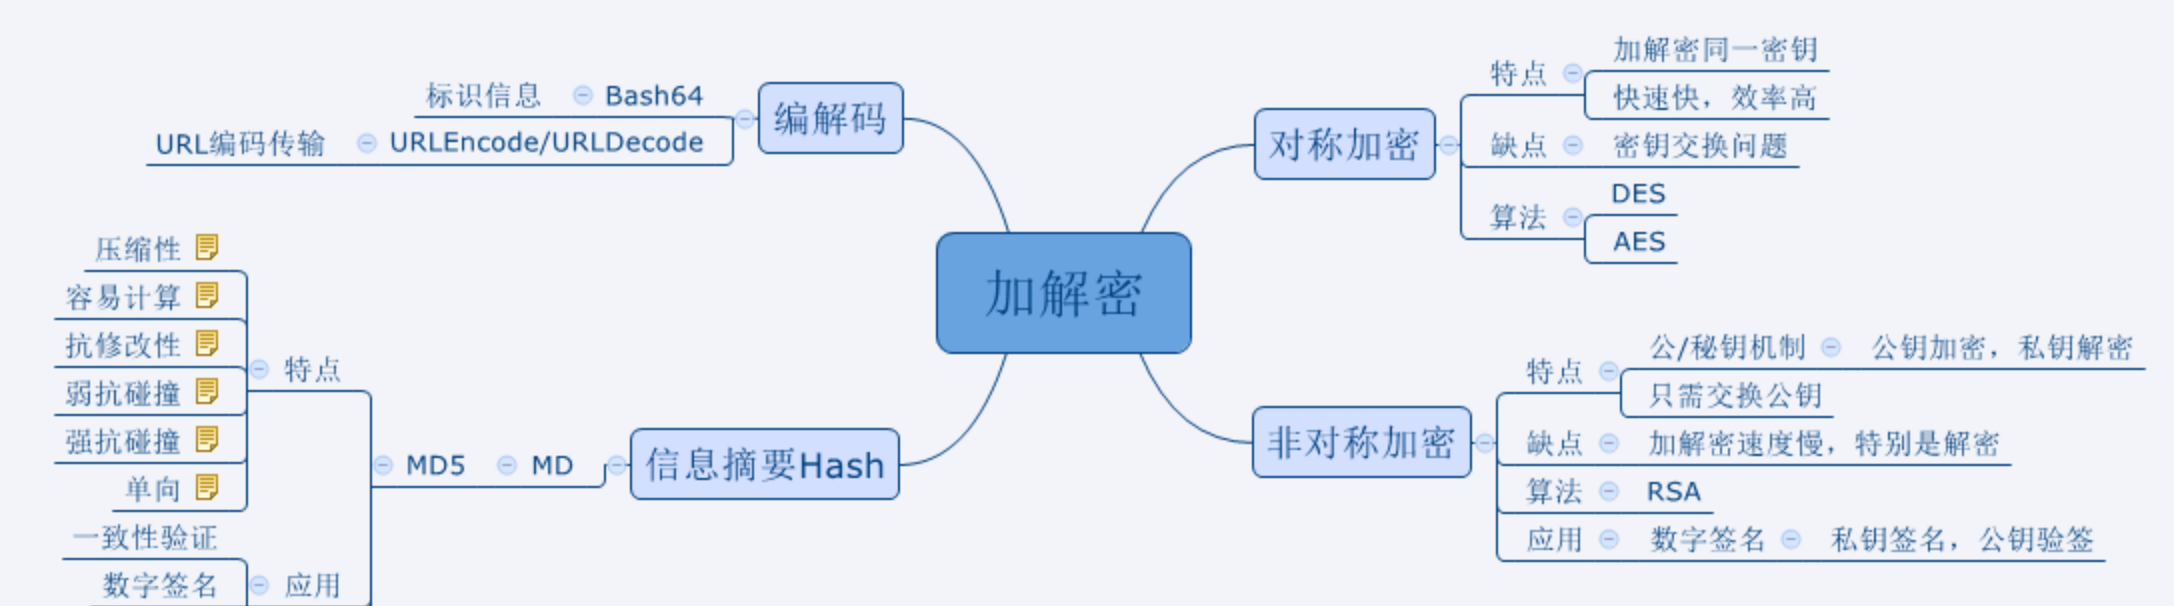 加解密
编解码
标识信息
Bash64
URL编码传输
URLEncode/URLDecode
信息摘要Hash
MD
MD5
特点
压缩性
容易计算
抗修改性
弱抗碰撞
强抗碰撞
单向
应用
一致性验证
数字签名
对称加密
特点
加解密同一密钥
快速快，效率高
缺点
密钥交换问题
算法
DES
AES
非对称加密
特点
公/秘钥机制
公钥加密，私钥解密
只需交换公钥
缺点
加解密速度慢，特别是解密
算法
RSA
应用
数字签名
私钥签名，公钥验签